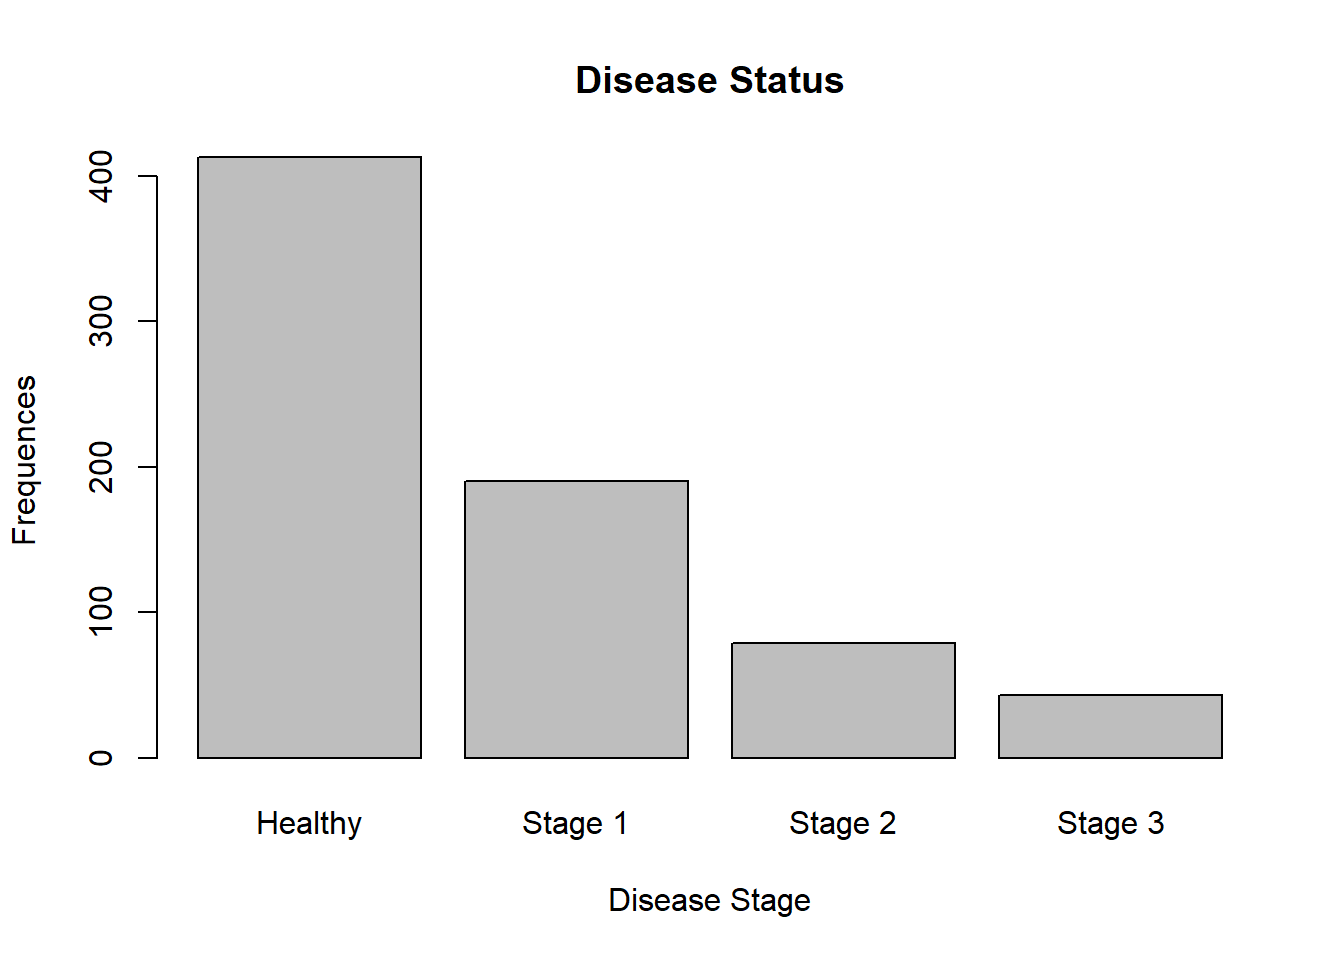 Disease Status
400
300
200
100
0
Frequences
Healthy
Stage 1
Stage 2
Stage 3
Disease Stage